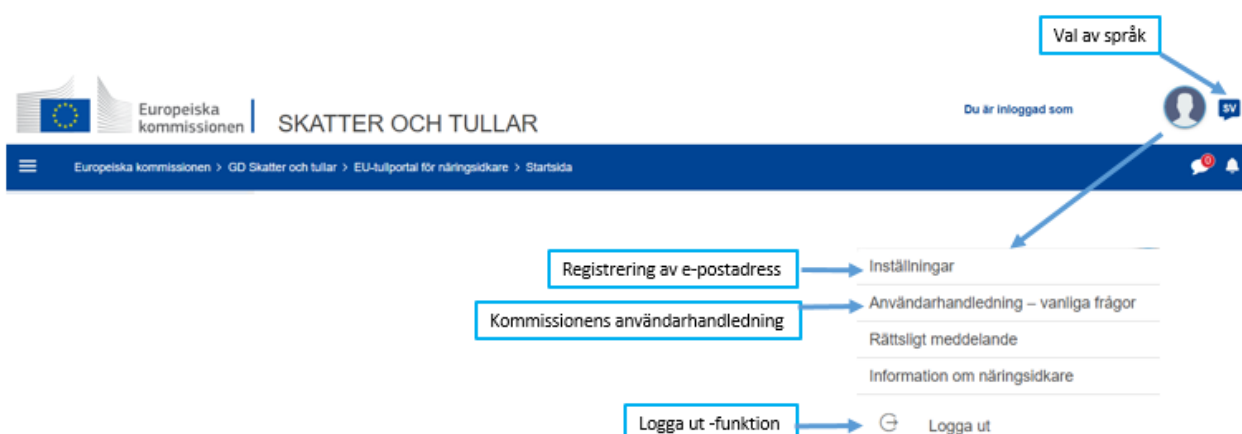 Val av språk
Europeiska
kommissionen
SKATTER OCH TULLAR
Du är inloggad som
SV
Europeiska kommissionen > GD Skatter och tullar > EU-tullportal för näringsidkare > Startsida
0
Registrering av e-postadress
Inställningar
Kommissionens användarhandledning
Användarhandledning – vanliga frågor
Rättsligt meddelande
Information om näringsidkare
Logga ut -funktion
Logga ut